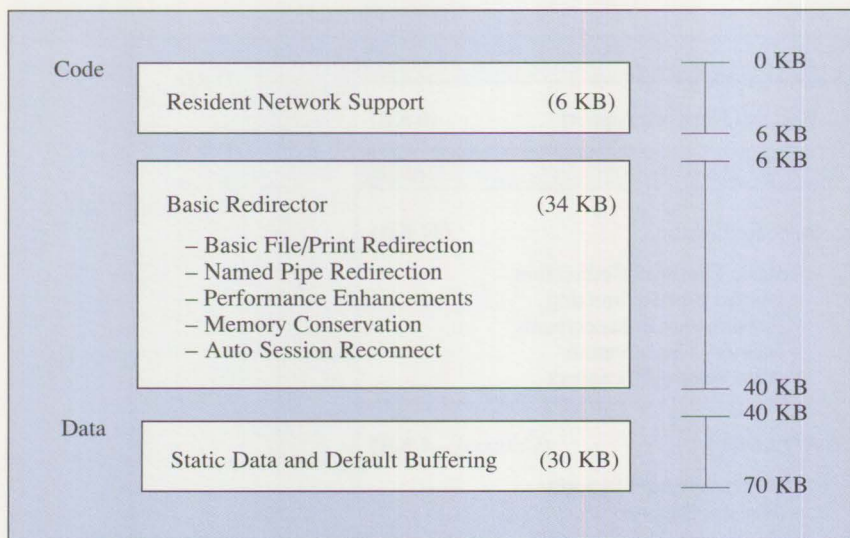 Code
Resident Network Support (6 KB)
0 KB
6 KB
Basic Redirector (34 KB)
– Basic File/Print Redirection
– Named Pipe Redirection
– Performance Enhancements
– Memory Conservation
– Auto Session Reconnect
6 KB
40 KB
Data
Static Data and Default Buffering (30 KB)
40 KB
70 KB